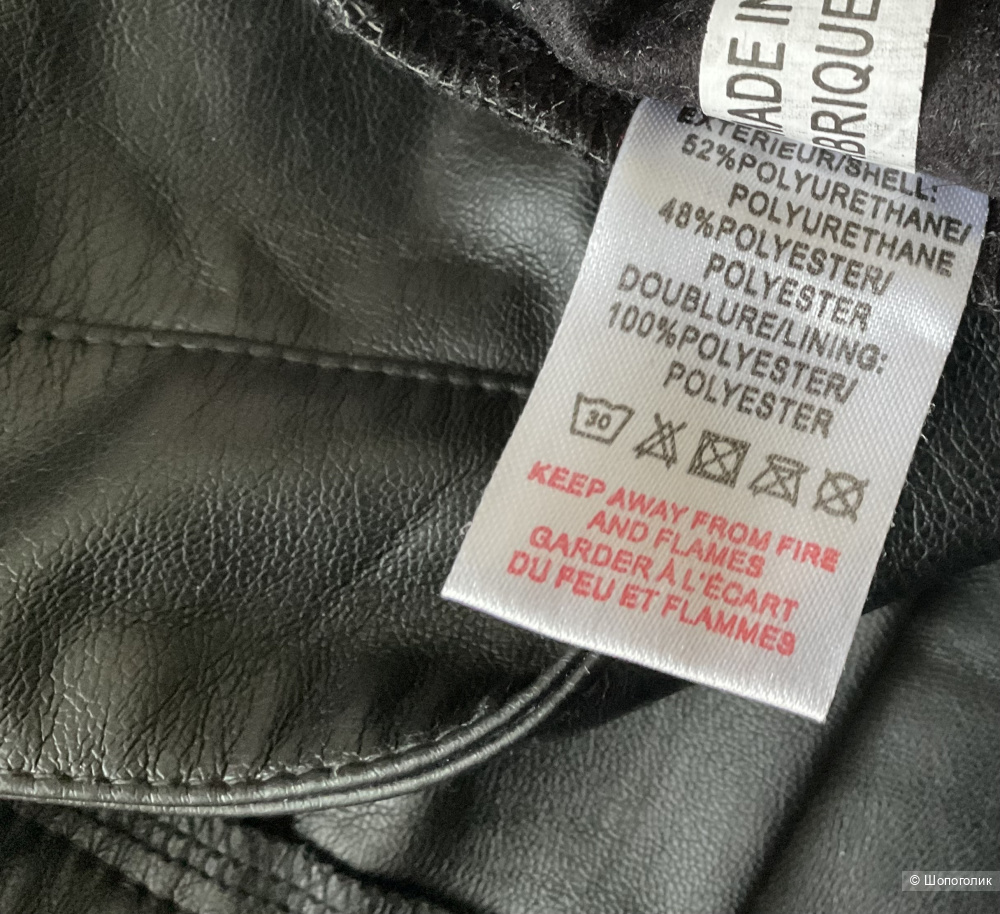 ADE IN
BRIQUE
EXTERIEUR/SHELL:
52%POLYURETHANE/
POLYURETHANE
48%POLYESTER/
POLYESTER
DOUBLURE/LINING:
100%POLYESTER/
POLYESTER
30
KEEP AWAY FROM FIRE
AND FLAMES
GARDER À L'ÉCART
DU FEU ET FLAMMES
© Шопоголик